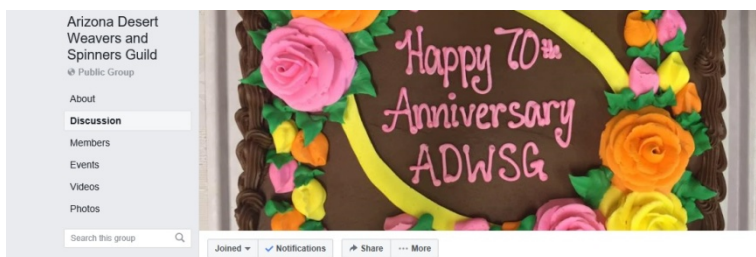 Arizona Desert
Weavers and
Spinners Guild
Public Group
About
Discussion
Members
Events
Videos
Photos
Search this group
Happy 70th
Anniversary
ADWSG
Joined
Notifications
Share
More